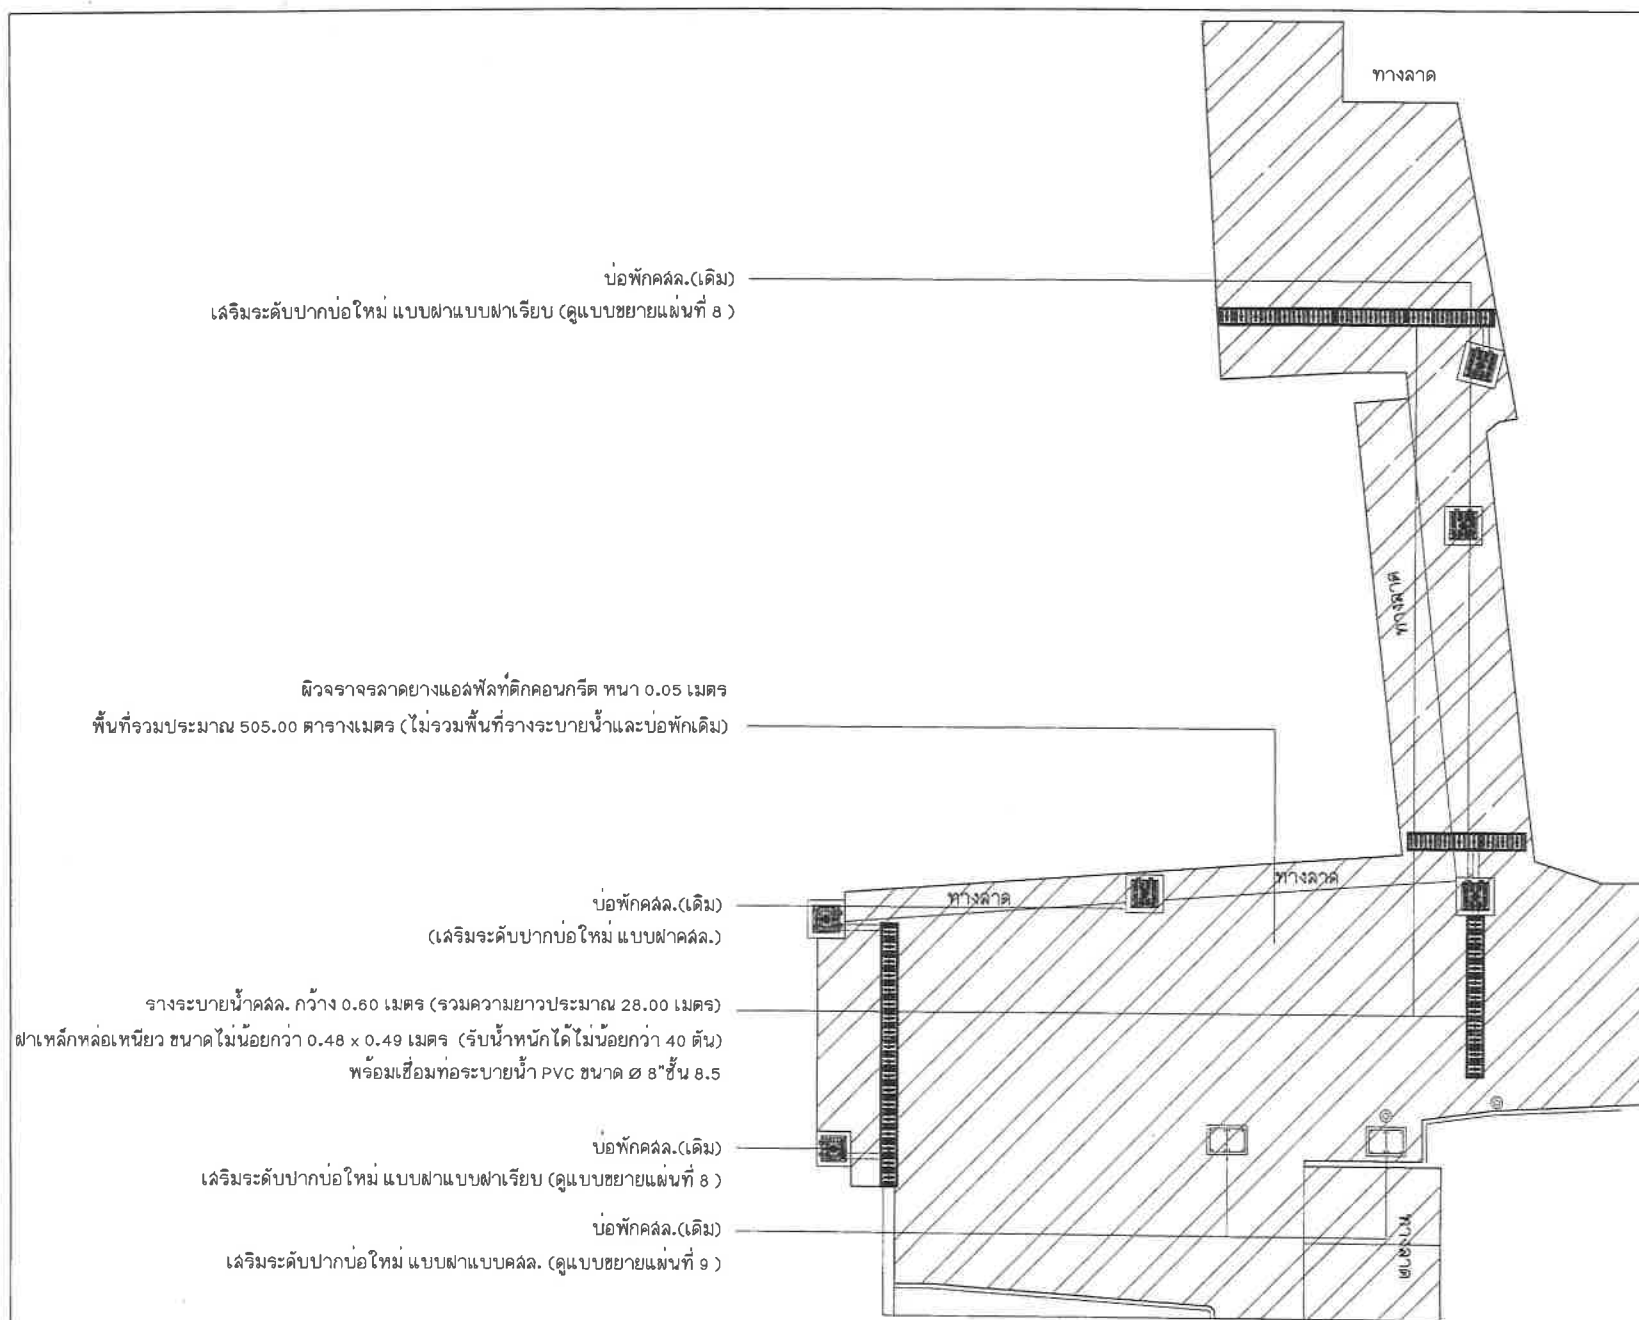 ทางลาด
บ่อพักคสล.(เดิม)
เสริมระดับปากบ่อใหม่ แบบฝาแบบฝาเรียบ (ดูแบบขยายแผ่นที่ 8 )
ทางลาด
ผิวจราจรลาดยางแอสฟัลท์ติกคอนกรีต หนา 0.05 เมตร
พื้นที่รวมประมาณ 505.00 ตารางเมตร (ไม่รวมพื้นที่รางระบายน้ำและบ่อพักเดิม)
ทางลาด
ทางลาด
บ่อพักคสล.(เดิม)
(เสริมระดับปากบ่อใหม่ แบบฝาคสล.)
รางระบายน้ำคสล. กว้าง 0.60 เมตร (รวมความยาวประมาณ 28.00 เมตร)
ฝาเหล็กหล่อเหนียว ขนาดไม่น้อยกว่า 0.48 x 0.49 เมตร (รับน้ำหนักได้ไม่น้อยกว่า 40 ตัน)
พร้อมเชื่อมท่อระบายน้ำ PVC ขนาด Ø 8"ชั้น 8.5
บ่อพักคสล.(เดิม)
เสริมระดับปากบ่อใหม่ แบบฝาแบบฝาเรียบ (ดูแบบขยายแผ่นที่ 8 )
บ่อพักคสล.(เดิม)
เสริมระดับปากบ่อใหม่ แบบฝาแบบคสล. (ดูแบบขยายแผ่นที่ 9 )
ทางลาด